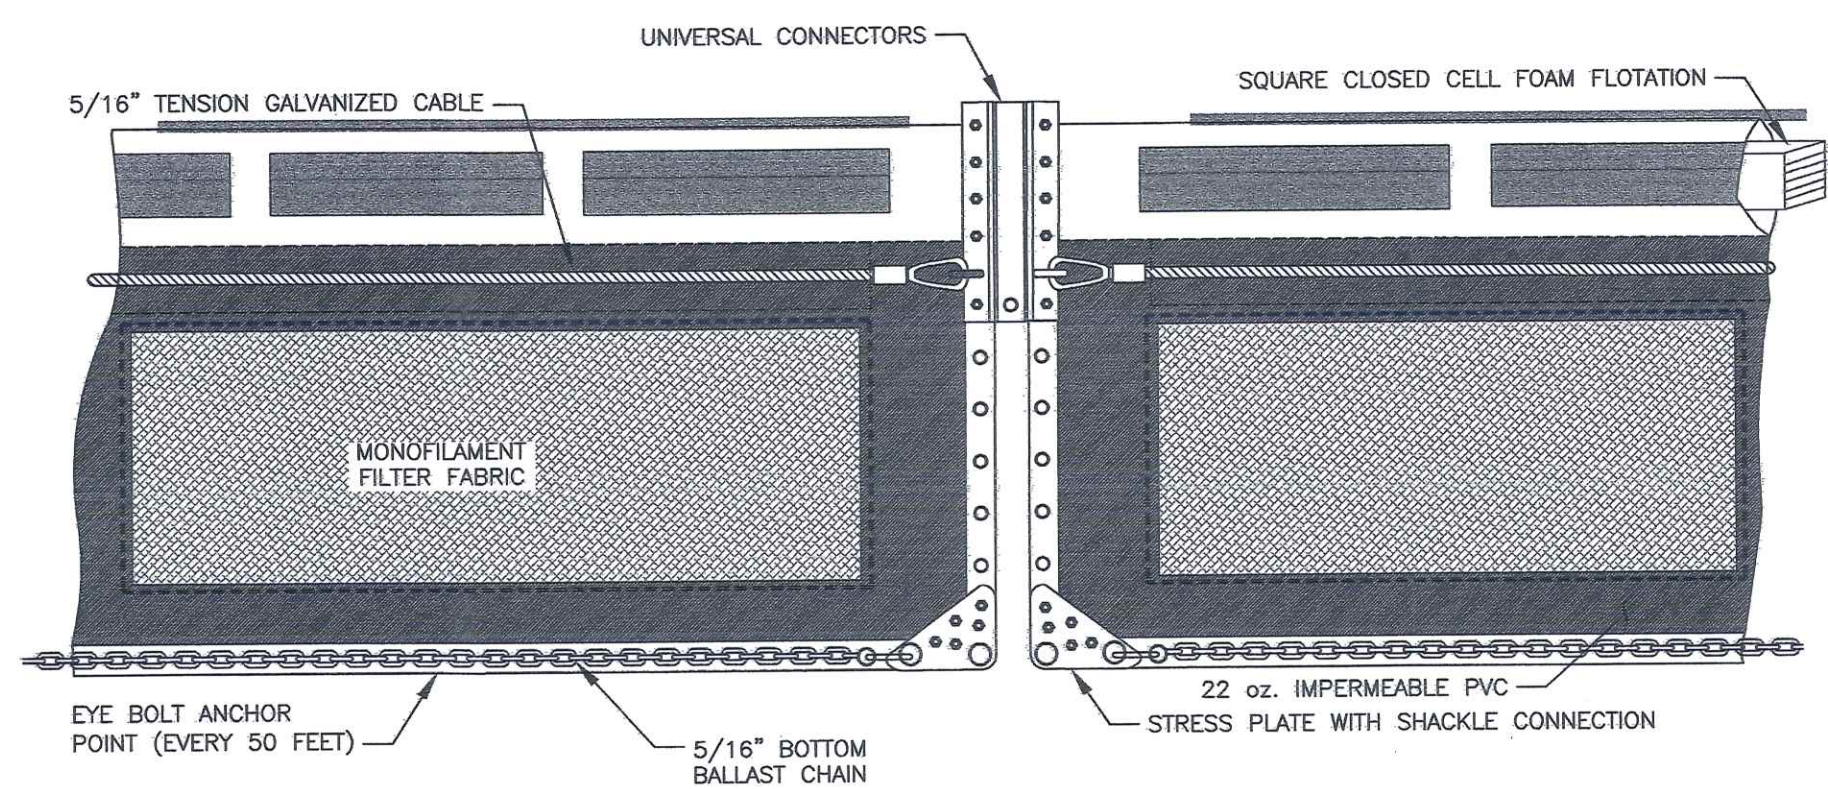 UNIVERSAL CONNECTORS
SQUARE CLOSED CELL FOAM FLOTATION
5/16" TENSION GALVANIZED CABLE
MONOFILAMENT
FILTER FABRIC
22 oz. IMPERMEABLE PVC
EYE BOLT ANCHOR
POINT (EVERY 50 FEET)
STRESS PLATE WITH SHACKLE CONNECTION
5/16" BOTTOM
BALLAST CHAIN